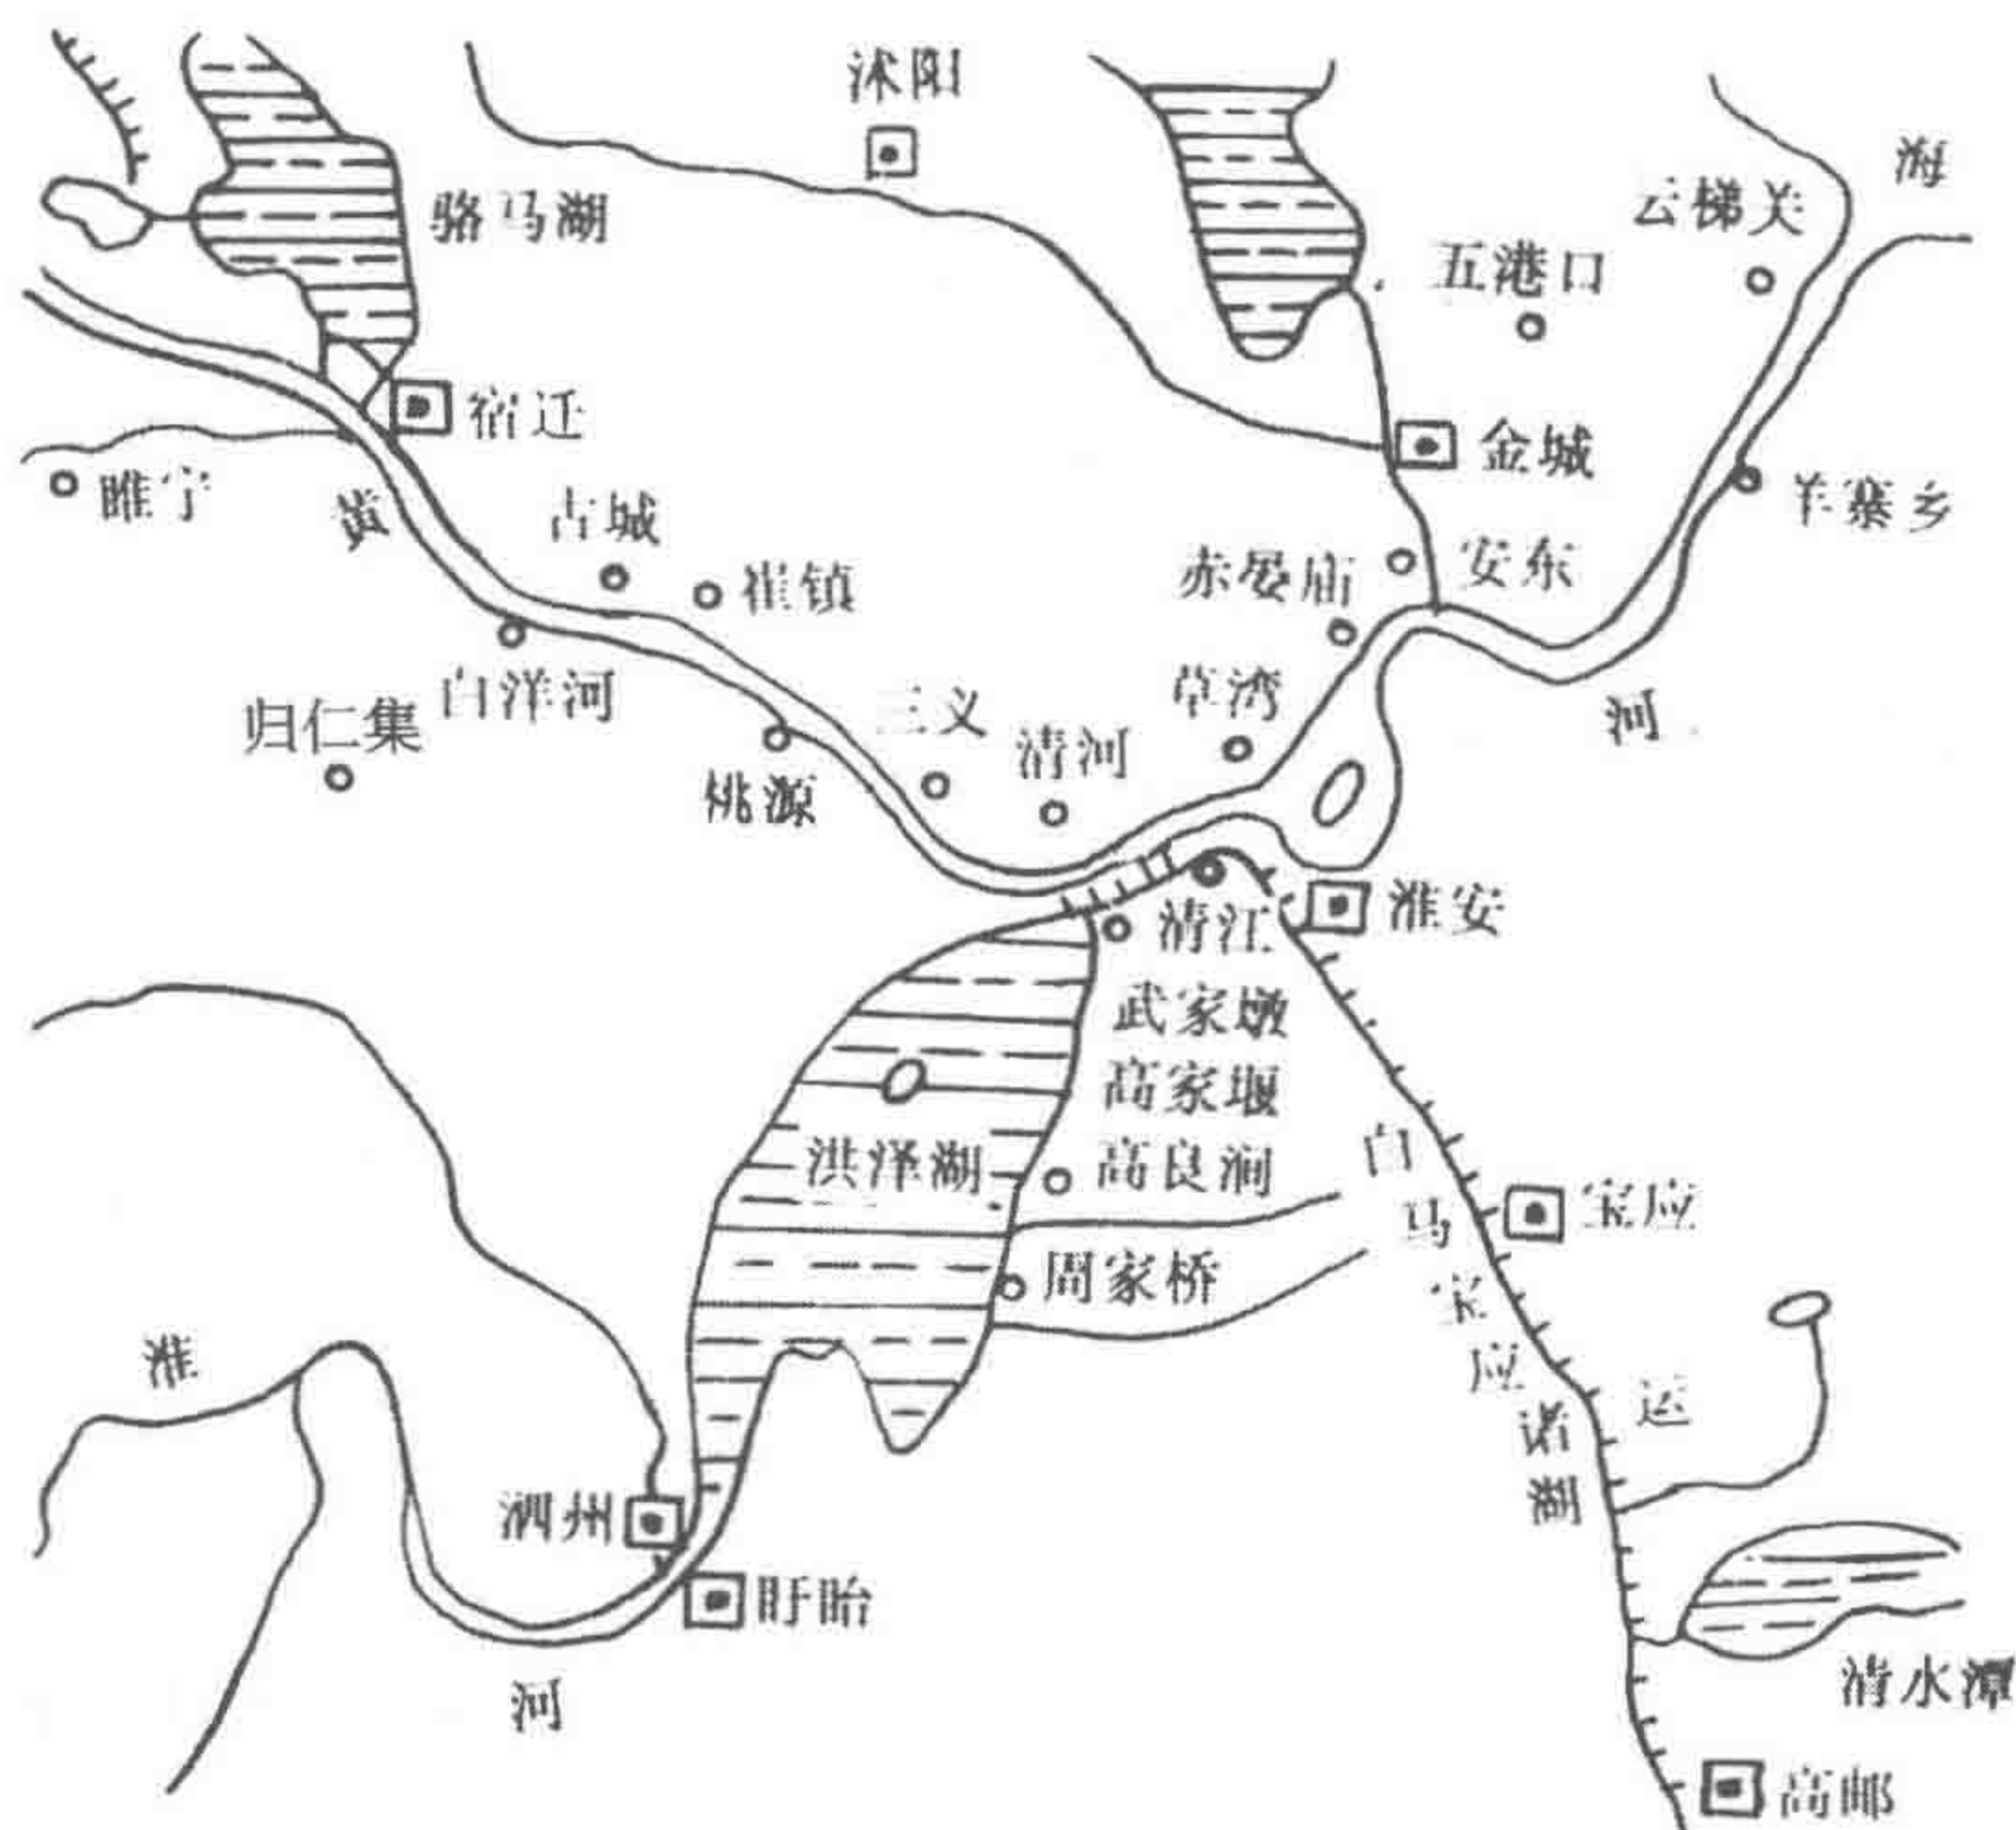 沭阳
海
骆马湖
云梯关
五港口
宿迁
金城
睢宁
羊寨乡
黄
古城
崔镇
赤晏庙
安东
归仁集
白洋河
草湾
河
三义
清河
桃源
淮安
清江
武家墩
高家堰
洪泽湖
高良涧
白马宝应诸湖
宝应
周家桥
淮
运
泗州
盱眙
河
清水潭
高邮